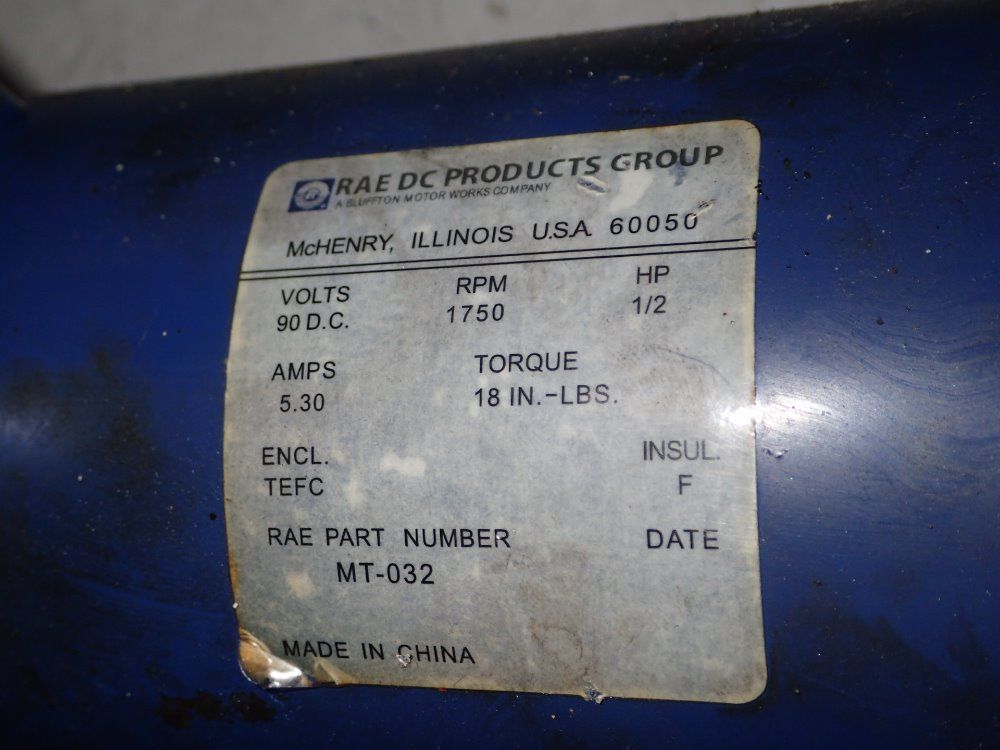 RAE DC PRODUCTS GROUP
A BLUFFTON MOTOR WORKS COMPANY
McHENRY, ILLINOIS U.S.A. 60050
VOLTS RPM HP
90 D.C. 1750 1/2
AMPS TORQUE
5.30 18 IN.-LBS.
ENCL. INSUL.
TEFC F
RAE PART NUMBER DATE
MT-032
MADE IN CHINA